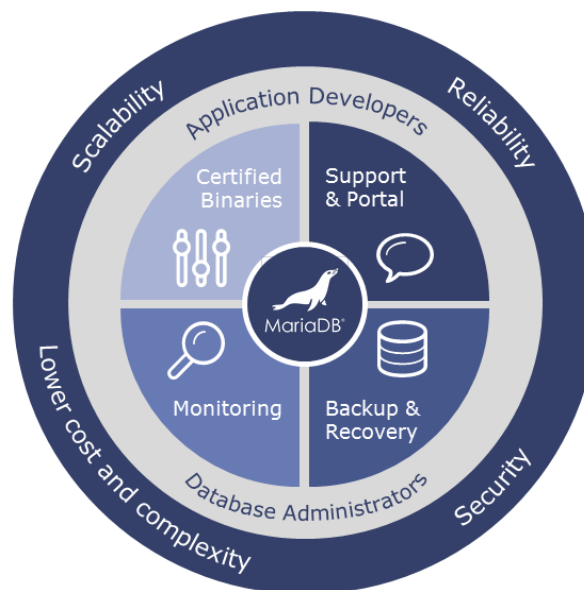 Scalability
Reliability
Application Developers
Certified
Binaries
Support
& Portal
MariaDB®
Monitoring
Backup &
Recovery
Database Administrators
Lower cost and complexity
Security